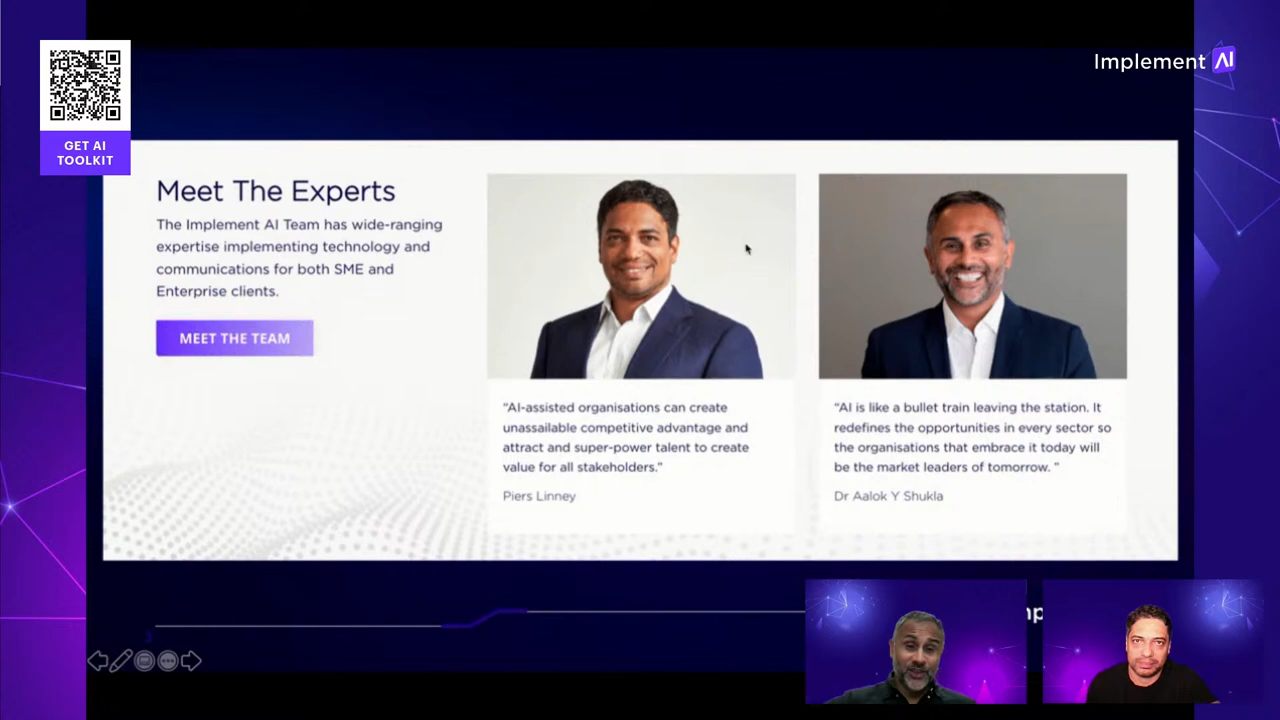 GET AI
TOOLKIT
Implement AI
Meet The Experts
The Implement AI Team has wide-ranging
expertise implementing technology and
communications for both SME and
Enterprise clients.
MEET THE TEAM
“AI-assisted organisations can create
unassailable competitive advantage and
attract and super-power talent to create
value for all stakeholders.”
Piers Linney
“AI is like a bullet train leaving the station. It
redefines the opportunities in every sector so
the organisations that embrace it today will
be the market leaders of tomorrow. ”
Dr Aalok Y Shukla